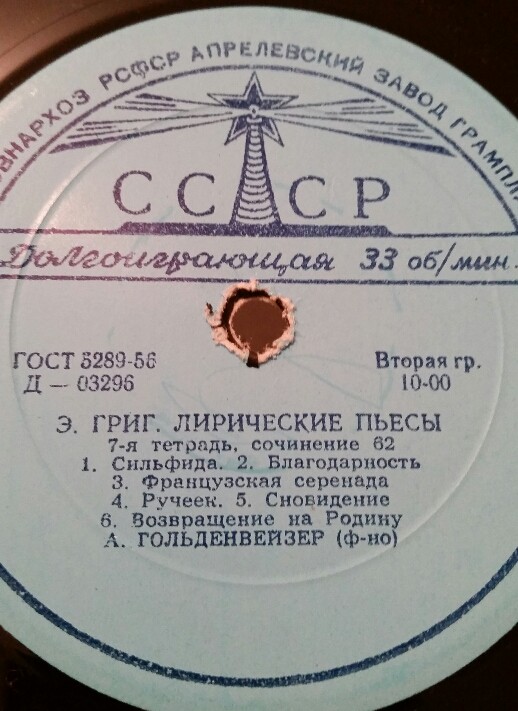 РСФСР АПРЕЛЕВСКИЙ ЗАВОД
СССР
Долгоиграющая 33 об/мин.
ГОСТ 5289-56
Д — 03296
Вторая гр.
10-00
Э. ГРИГ. ЛИРИЧЕСКИЕ ПЬЕСЫ
7-я тетрадь, сочинение 62
1. Сильфида. 2. Благодарность
3. Французская серенада
4. Ручеек. 5. Сновидение
6. Возвращение на Родину
А. ГОЛЬДЕНВЕЙЗЕР (ф-но)